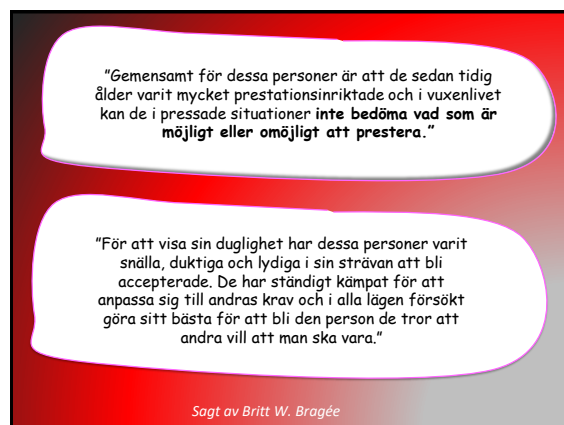 ”Gemensamt för dessa personer är att de sedan tidig
ålder varit mycket prestationsinriktade och i vuxenlivet
kan de i pressade situationer inte bedöma vad som är
möjligt eller omöjligt att prestera.”
”För att visa sin duglighet har dessa personer varit
snälla, duktiga och lydiga i sin strävan att bli
accepterade. De har ständigt kämpat för att
anpassa sig till andras krav och i alla lägen försökt
göra sitt bästa för att bli den person de tror att
andra vill att man ska vara.”
Sagt av Britt W. Bragée